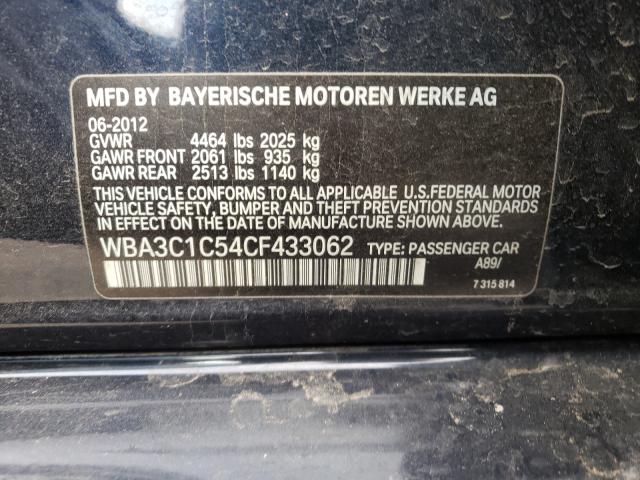 MFD BY BAYERISCHE MOTOREN WERKE AG
06-2012
GVWR 4464 lbs 2025 kg
GAWR FRONT 2061 lbs 935 kg
GAWR REAR 2513 lbs 1140 kg
THIS VEHICLE CONFORMS TO ALL APPLICABLE U.S.FEDERAL MOTOR
VEHICLE SAFETY, BUMPER AND THEFT PREVENTION STANDARDS
IN EFFECT ON THE DATE OF MANUFACTURE SHOWN ABOVE.
WBA3C1C54CF433062 TYPE: PASSENGER CAR
A89/
7 315 814